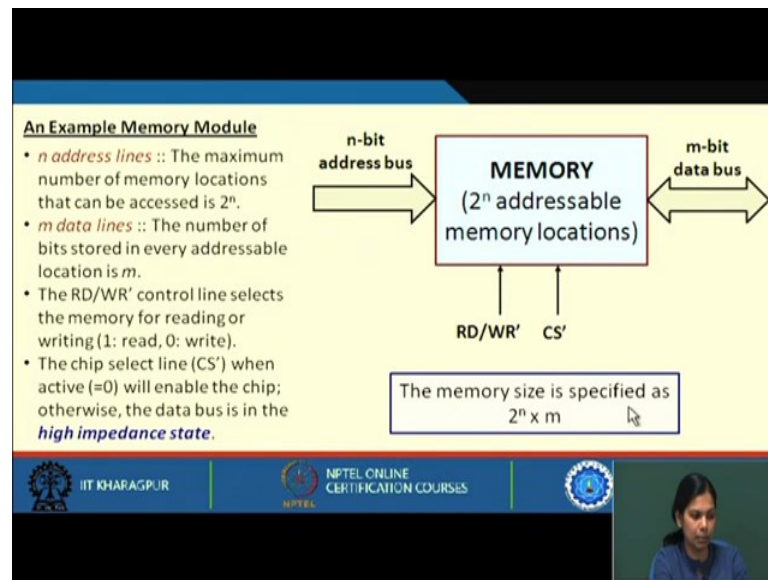 An Example Memory Module
• n address lines :: The maximum
number of memory locations
that can be accessed is 2ⁿ.
• m data lines :: The number of
bits stored in every addressable
location is m.
• The RD/WR' control line selects
the memory for reading or
writing (1: read, 0: write).
• The chip select line (CS') when
active (=0) will enable the chip;
otherwise, the data bus is in the
high impedance state.
n-bit
address bus
MEMORY
(2ⁿ addressable
memory locations)
m-bit
data bus
RD/WR' CS'
The memory size is specified as
2ⁿ x m
IIT KHARAGPUR
NPTEL
NPTEL ONLINE
CERTIFICATION COURSES